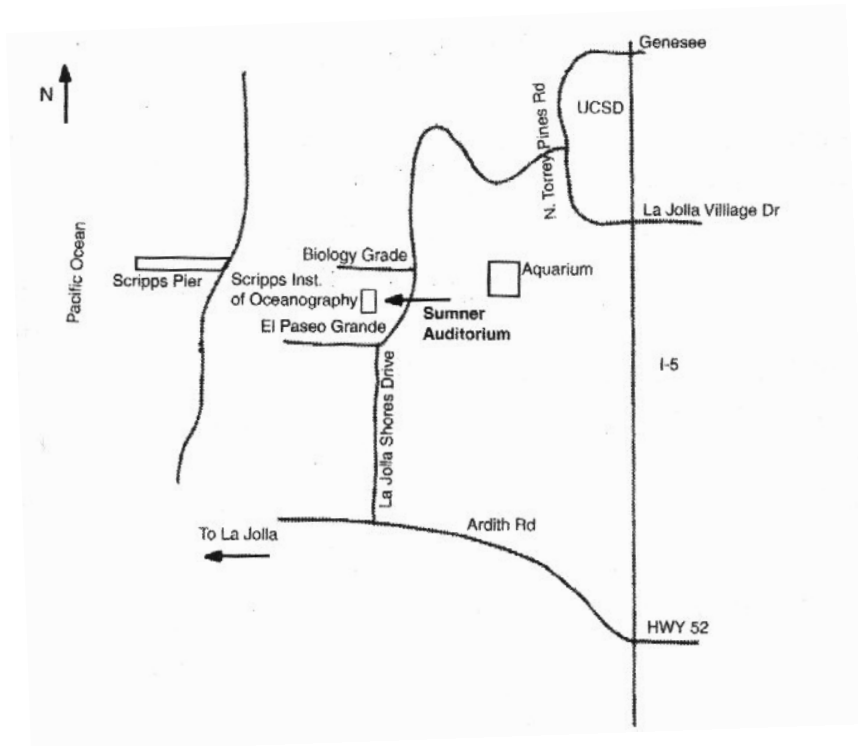 Genesee
N
UCSD
N. Torrey Pines Rd
La Jolla Villiage Dr
Pacific Ocean
Biology Grade
Aquarium
Scripps Pier
Scripps Inst.
of Oceanography
Sumner
Auditorium
El Paseo Grande
I-5
La Jolla Shores Drive
Ardith Rd
To La Jolla
HWY 52